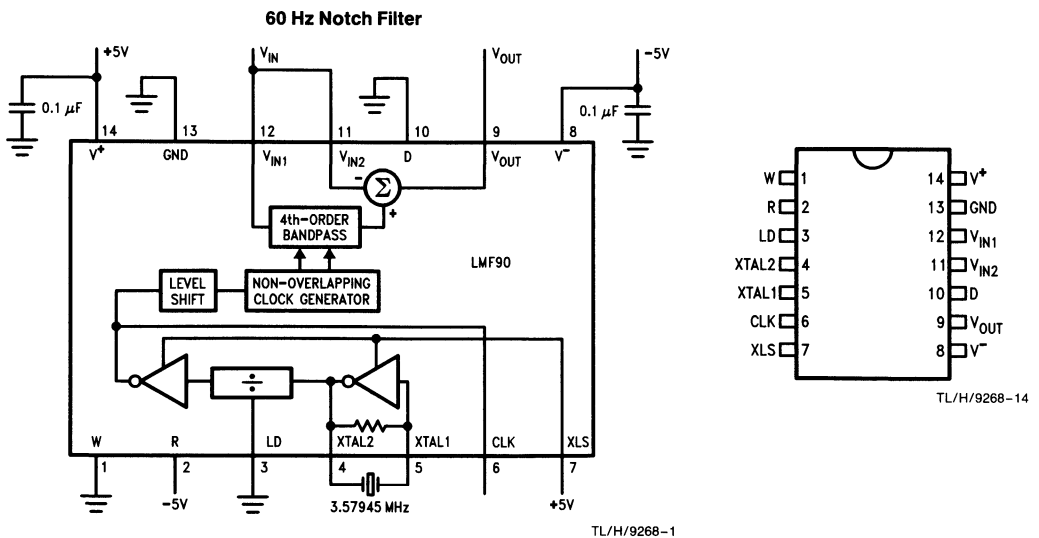 60 Hz Notch Filter
+5V
V_IN
V_OUT
-5V
0.1 μF
0.1 μF
14
13
12
11
10
9
8
V+
GND
V_IN1
V_IN2
D
V_OUT
V-
-
Σ
+
4th-ORDER
BANDPASS
LMF90
LEVEL
SHIFT
NON-OVERLAPPING
CLOCK GENERATOR
÷
W
R
LD
XTAL2
XTAL1
CLK
XLS
1
2
3
4
5
6
7
-5V
3.57945 MHz
+5V
TL/H/9268-1
W 1
R 2
LD 3
XTAL2 4
XTAL1 5
CLK 6
XLS 7
14 V+
13 GND
12 V_IN1
11 V_IN2
10 D
9 V_OUT
8 V-
TL/H/9268-14